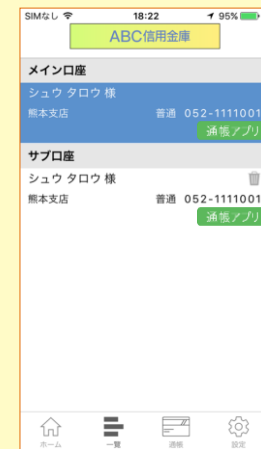 SIMなし 18:22 95%
ABC信用金庫
メイン口座
シュウ タロウ 様
熊本支店 普通 052-1111001
通帳アプリ
サブ口座
シュウ タロウ 様
熊本支店 普通 052-1111001
通帳アプリ
ホーム 一覧 通帳 設定